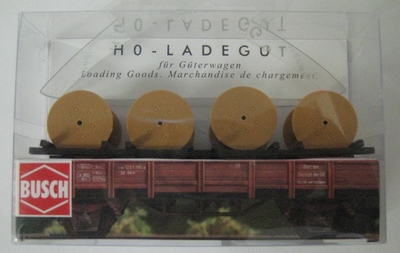 H0-LADEGUT
für Güterwagen
Loading Goods. Marchandise de chargement.
BUSCH